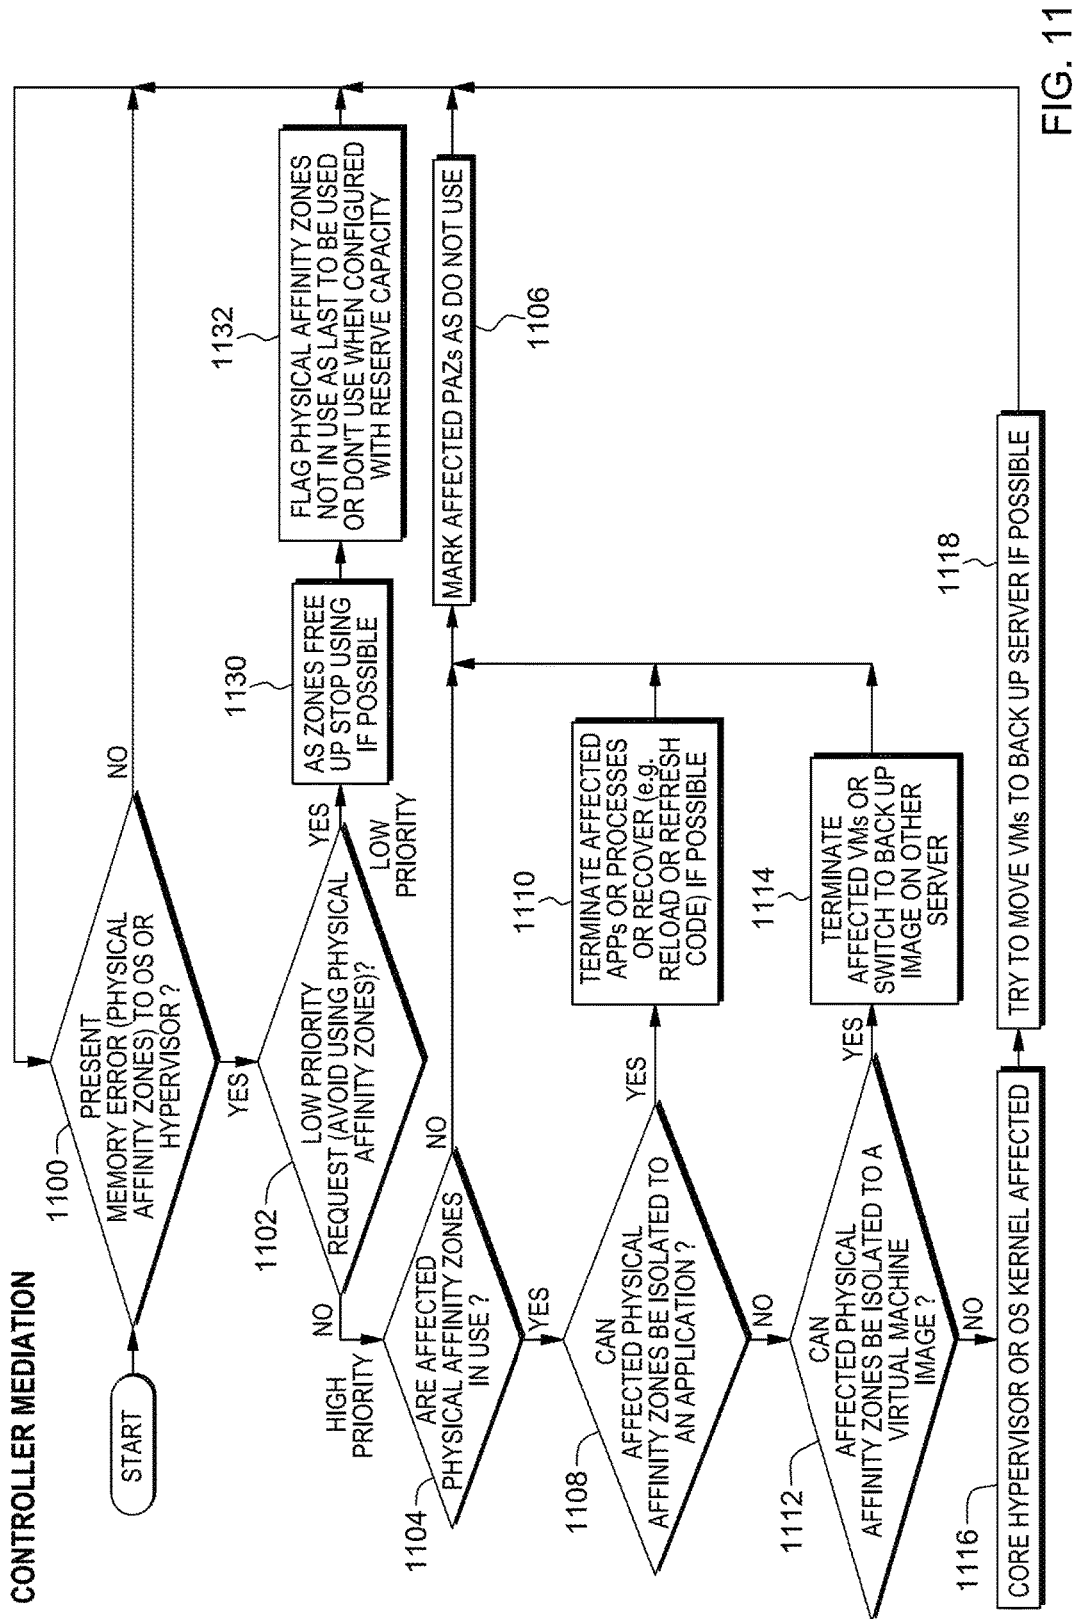 CONTROLLER MEDIATION
START
1100
PRESENT
MEMORY ERROR (PHYSICAL
AFFINITY ZONES) TO OS OR
HYPERVISOR ?
NO
YES
1102
LOW PRIORITY
REQUEST (AVOID USING PHYSICAL
AFFINITY ZONES)?
YES
LOW
PRIORITY
1130
AS ZONES FREE
UP STOP USING
IF POSSIBLE
1132
FLAG PHYSICAL AFFINITY ZONES
NOT IN USE AS LAST TO BE USED
OR DON'T USE WHEN CONFIGURED
WITH RESERVE CAPACITY
NO
HIGH
PRIORITY
1104
ARE AFFECTED
PHYSICAL AFFINITY ZONES
IN USE ?
NO
MARK AFFECTED PAZs AS DO NOT USE
1106
YES
1108
CAN
AFFECTED PHYSICAL
AFFINITY ZONES BE ISOLATED TO
AN APPLICATION ?
YES
1110
TERMINATE AFFECTED
APPs OR PROCESSES
OR RECOVER (e.g.
RELOAD OR REFRESH
CODE) IF POSSIBLE
NO
1112
CAN
AFFECTED PHYSICAL
AFFINITY ZONES BE ISOLATED TO A
VIRTUAL MACHINE
IMAGE ?
YES
1114
TERMINATE
AFFECTED VMs OR
SWITCH TO BACK UP
IMAGE ON OTHER
SERVER
NO
1116
CORE HYPERVISOR OR OS KERNEL AFFECTED
1118
TRY TO MOVE VMs TO BACK UP SERVER IF POSSIBLE
FIG. 11